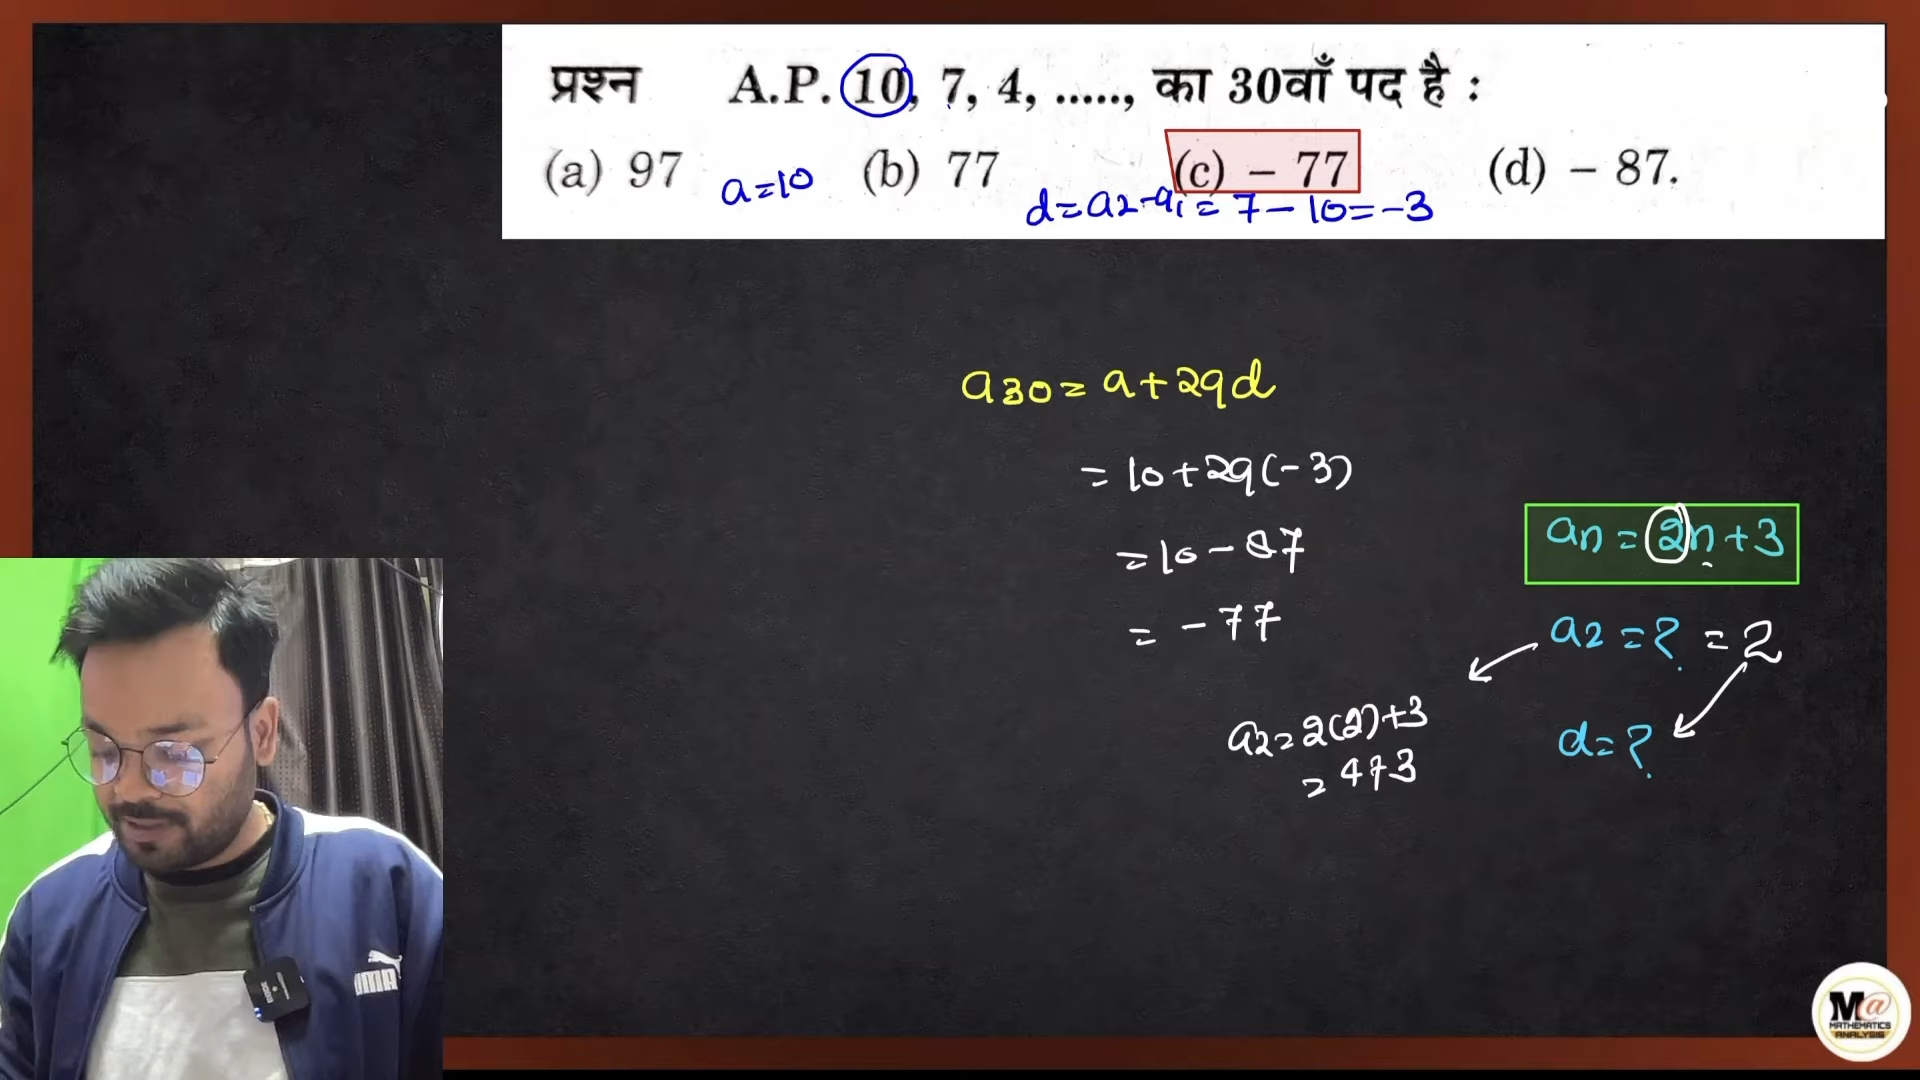 प्रश्न A.P. 10, 7, 4, ....., का 30वाँ पद है :
(a) 97 (b) 77 (c) – 77 (d) – 87.
a=10
d=a2-a1= 7-10=-3
a30=a+29d
=10+29(-3)
=10-87
=-77
an=2n+3
a2=?=2
a2=2(2)+3
=4+3
d=?
PUMA
M@
MATHEMATICS
ANALYSIS